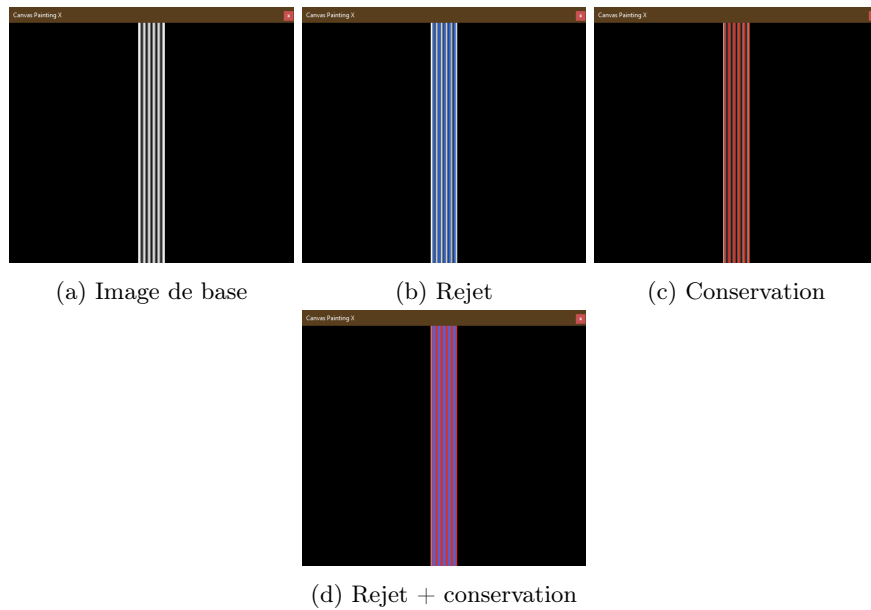 Canvas Painting X
x
Canvas Painting X
x
Canvas Painting X
(a) Image de base
(b) Rejet
(c) Conservation
Canvas Painting X
x
(d) Rejet + conservation